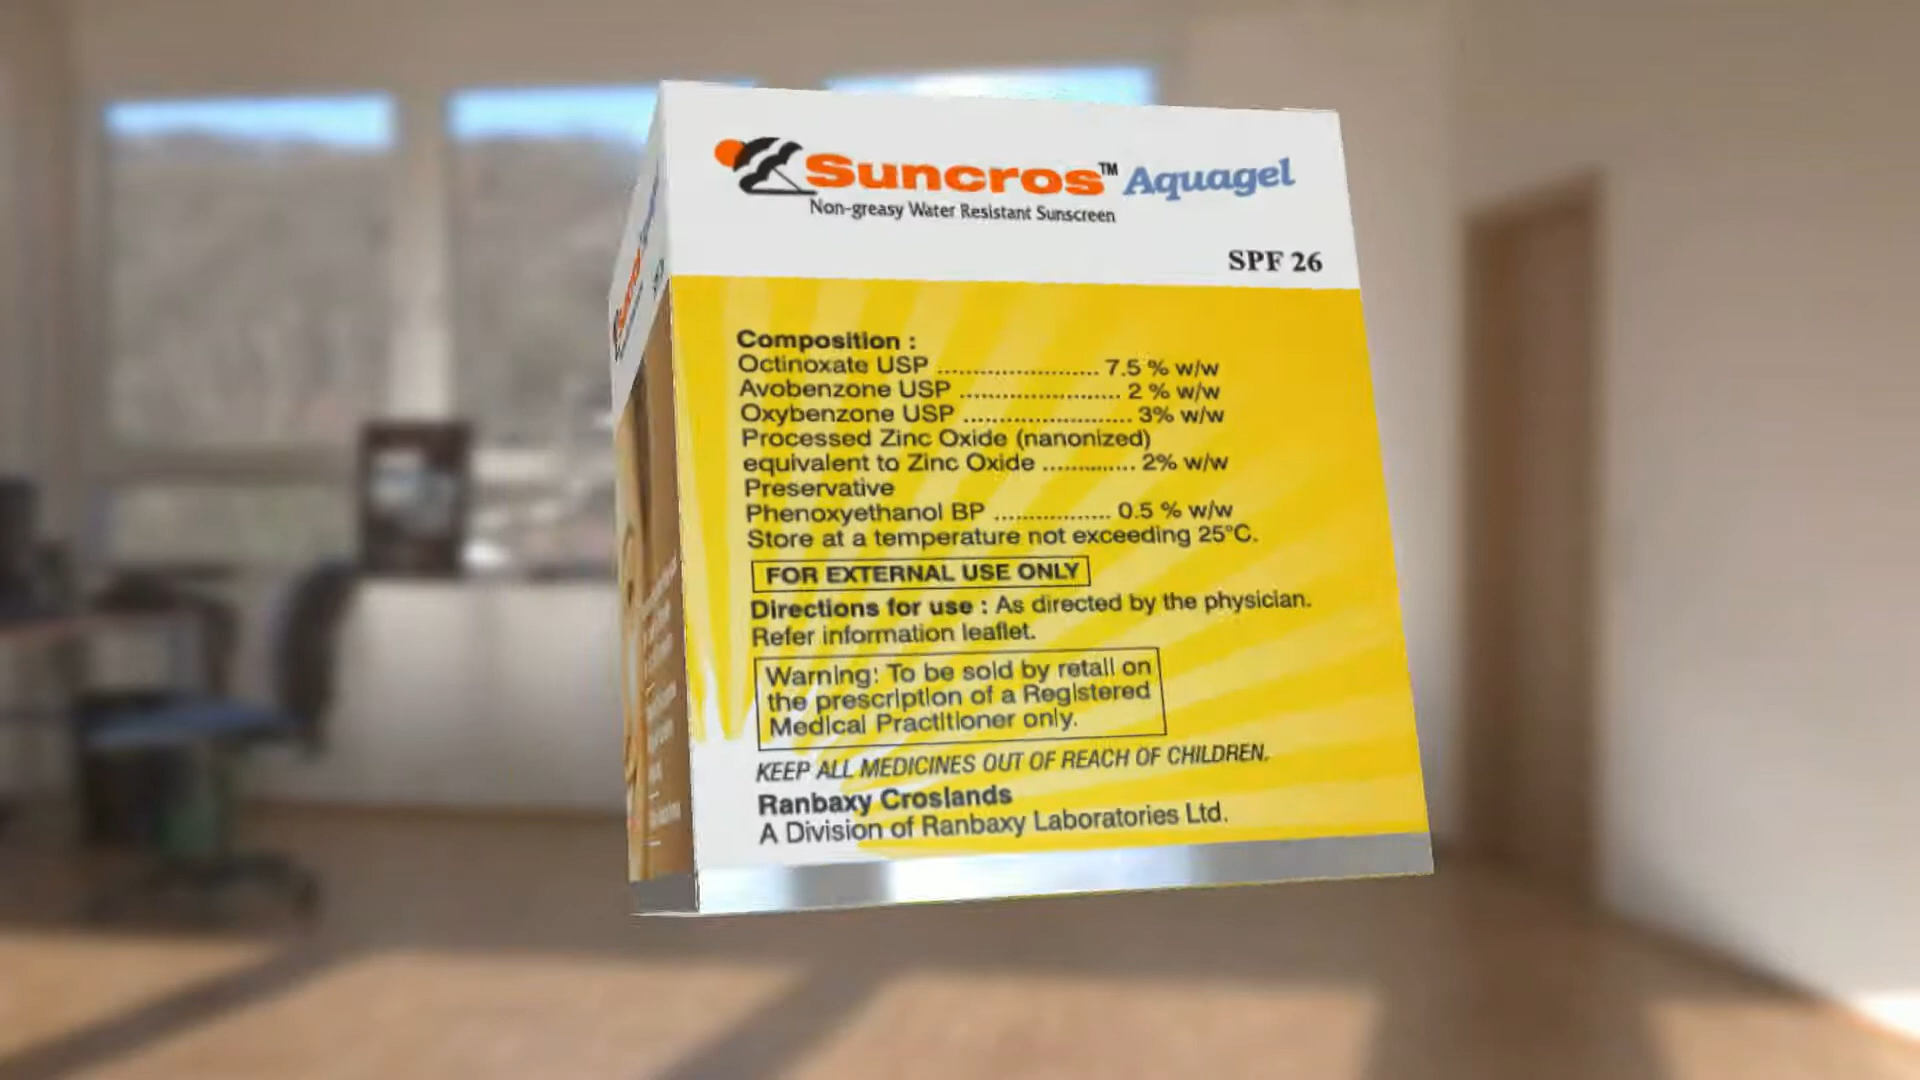 Suncros™ Aquagel
Non-greasy Water Resistant Sunscreen
SPF 26
Composition :
Octinoxate USP ........................ 7.5 % w/w
Avobenzone USP ........................ 2 % w/w
Oxybenzone USP ......................... 3% w/w
Processed Zinc Oxide (nanonized)
equivalent to Zinc Oxide .............. 2% w/w
Preservative
Phenoxyethanol BP ................. 0.5 % w/w
Store at a temperature not exceeding 25°C.
FOR EXTERNAL USE ONLY
Directions for use : As directed by the physician.
Refer information leaflet.
Warning: To be sold by retail on
the prescription of a Registered
Medical Practitioner only.
KEEP ALL MEDICINES OUT OF REACH OF CHILDREN.
Ranbaxy Croslands
A Division of Ranbaxy Laboratories Ltd.